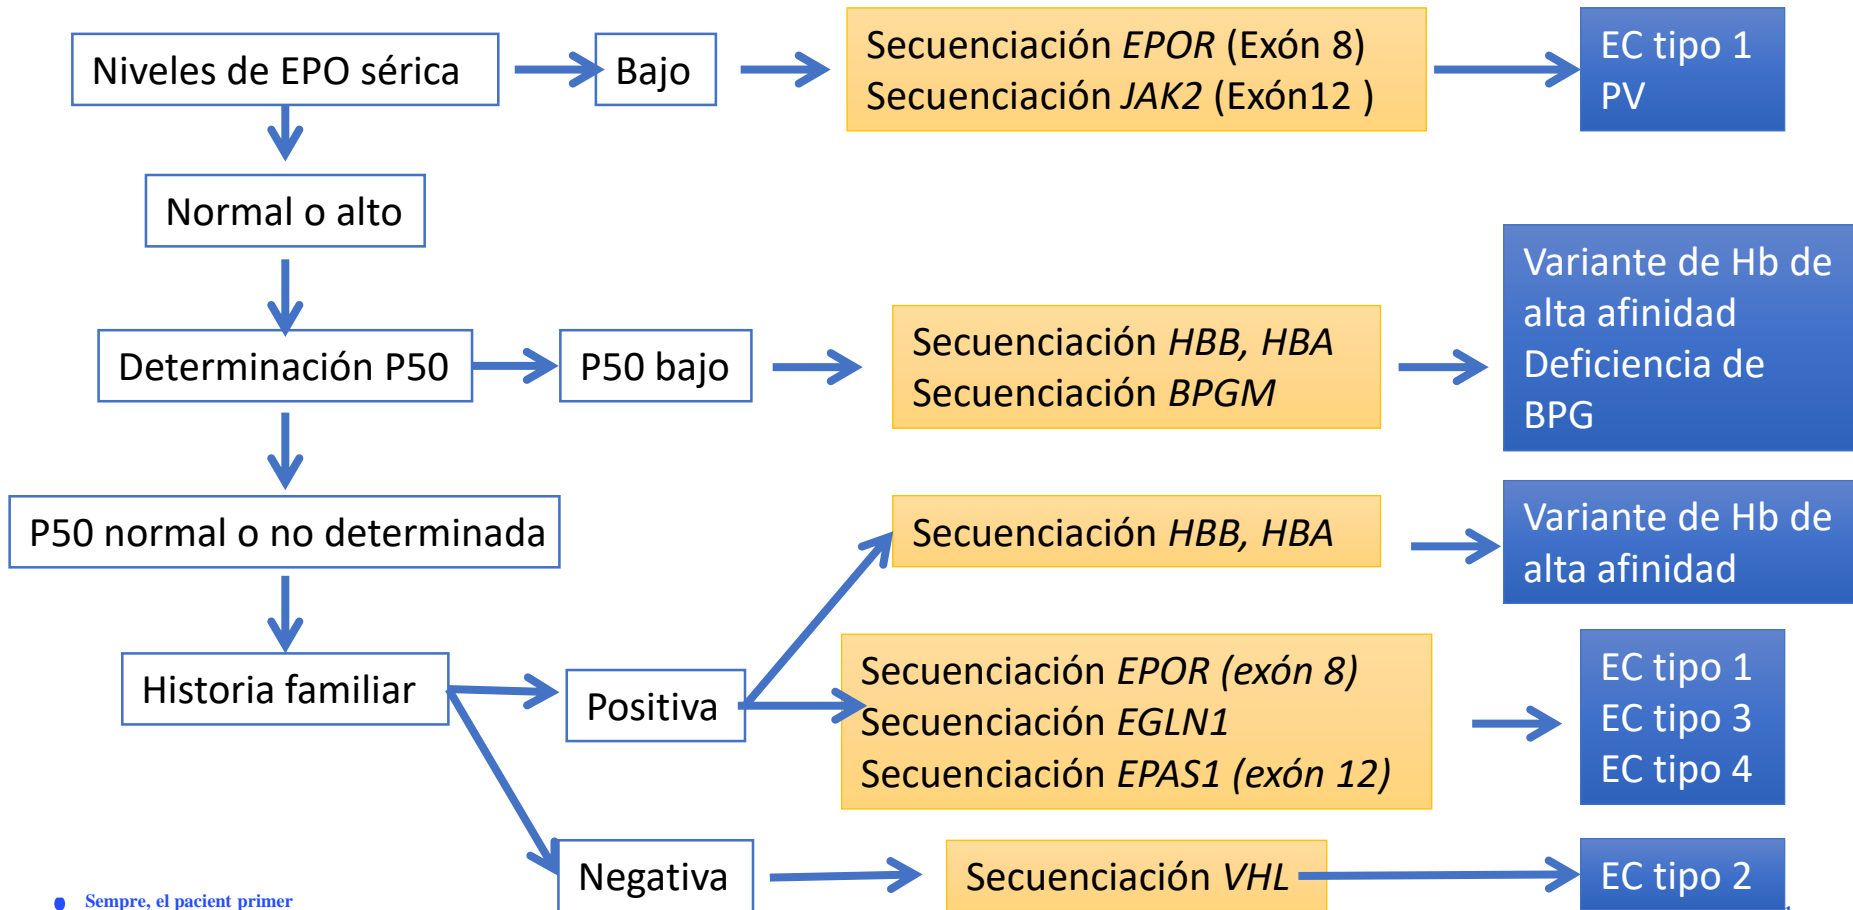 Niveles de EPO sérica
Bajo
Secuenciación EPOR (Exón 8)
Secuenciación JAK2 (Exón12 )
EC tipo 1
PV
Normal o alto
Determinación P50
P50 bajo
Secuenciación HBB, HBA
Secuenciación BPGM
Variante de Hb de
alta afinidad
Deficiencia de
BPG
P50 normal o no determinada
Secuenciación HBB, HBA
Variante de Hb de
alta afinidad
Historia familiar
Positiva
Secuenciación EPOR (exón 8)
Secuenciación EGLN1
Secuenciación EPAS1 (exón 12)
EC tipo 1
EC tipo 3
EC tipo 4
Negativa
Secuenciación VHL
EC tipo 2
• Sempre, el pacient primer